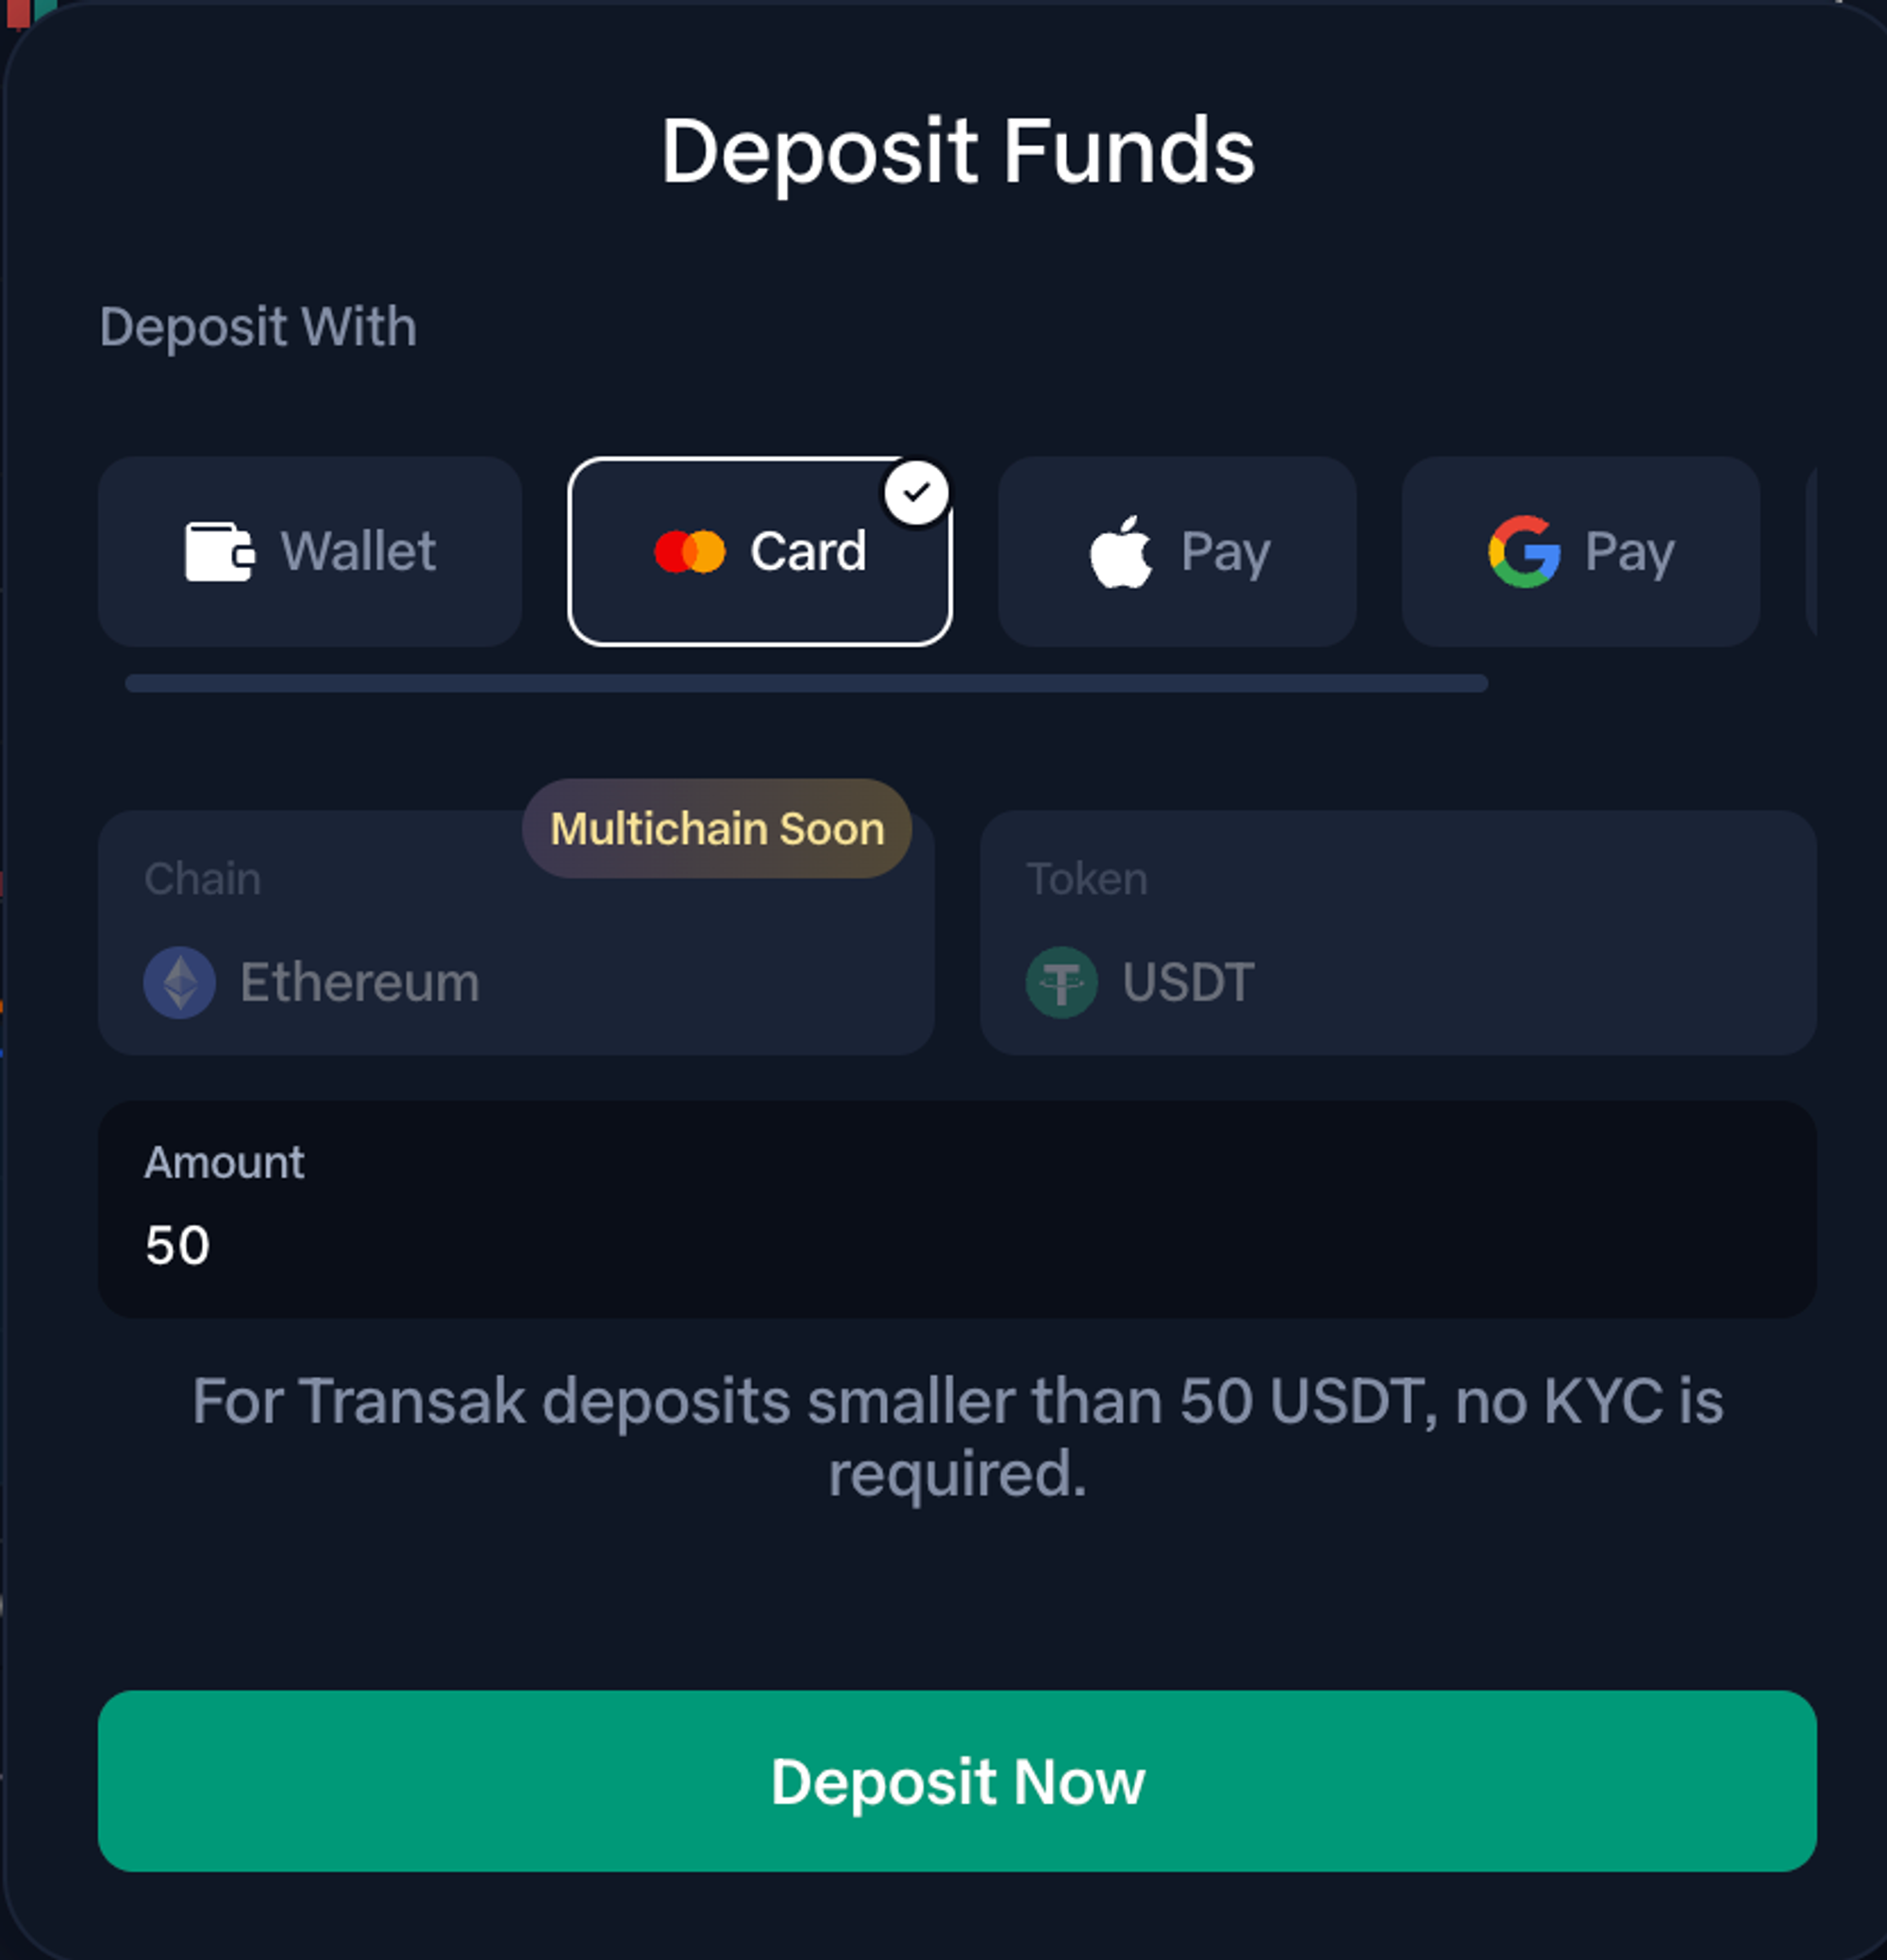 Deposit Funds
Deposit With
Wallet
Card
Pay
Pay
Multichain Soon
Chain
Ethereum
Token
USDT
Amount
50
For Transak deposits smaller than 50 USDT, no KYC is
required.
Deposit Now